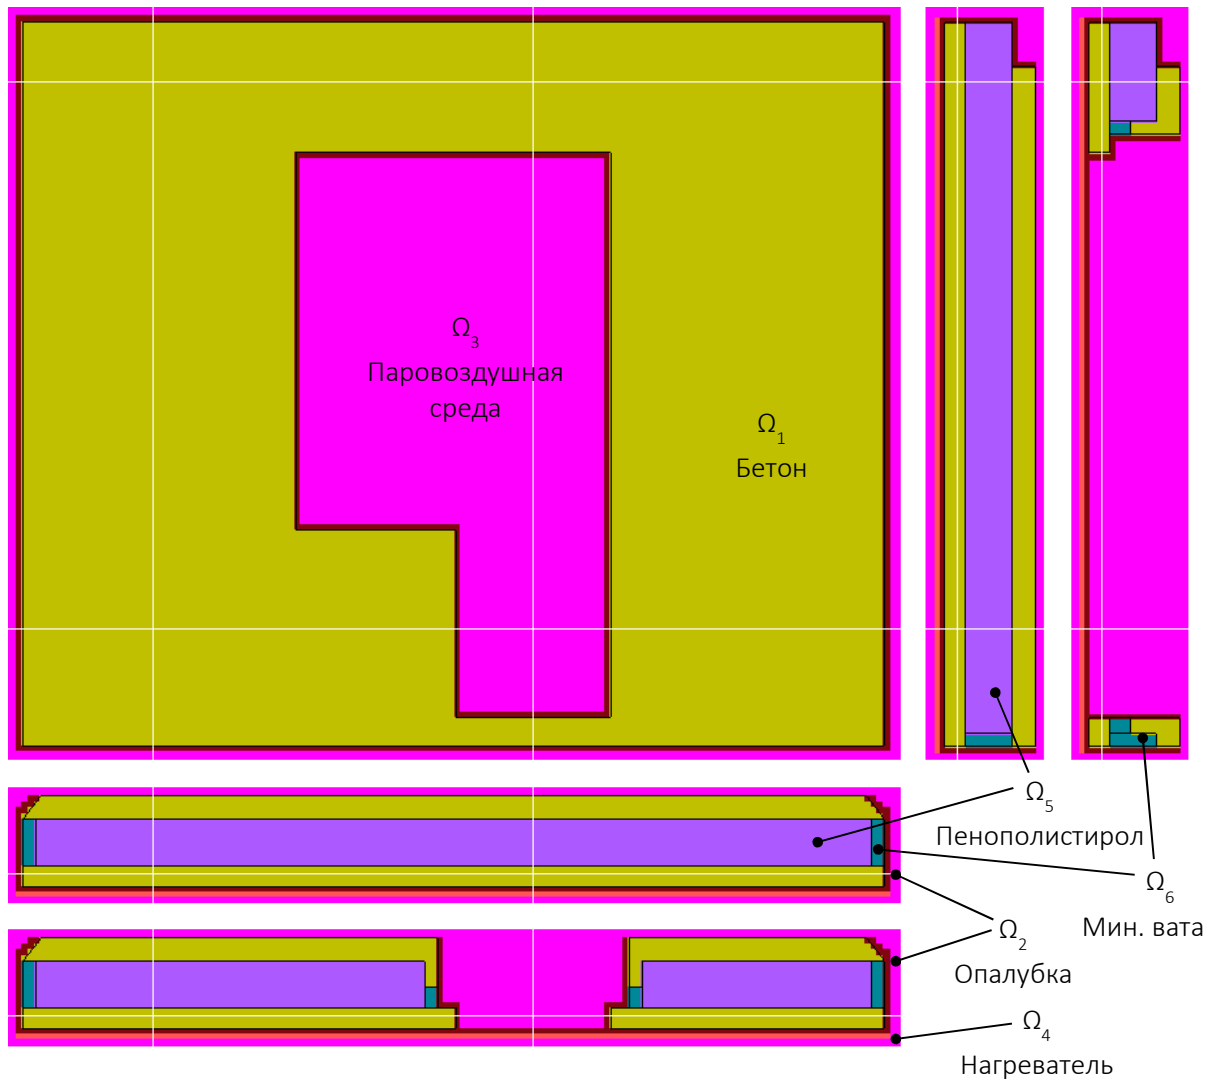 Ω₃
Паровоздушная
среда
Ω₁
Бетон
Ω₅
Пенополистирол
Ω₆
Мин. вата
Ω₂
Опалубка
Ω₄
Нагреватель